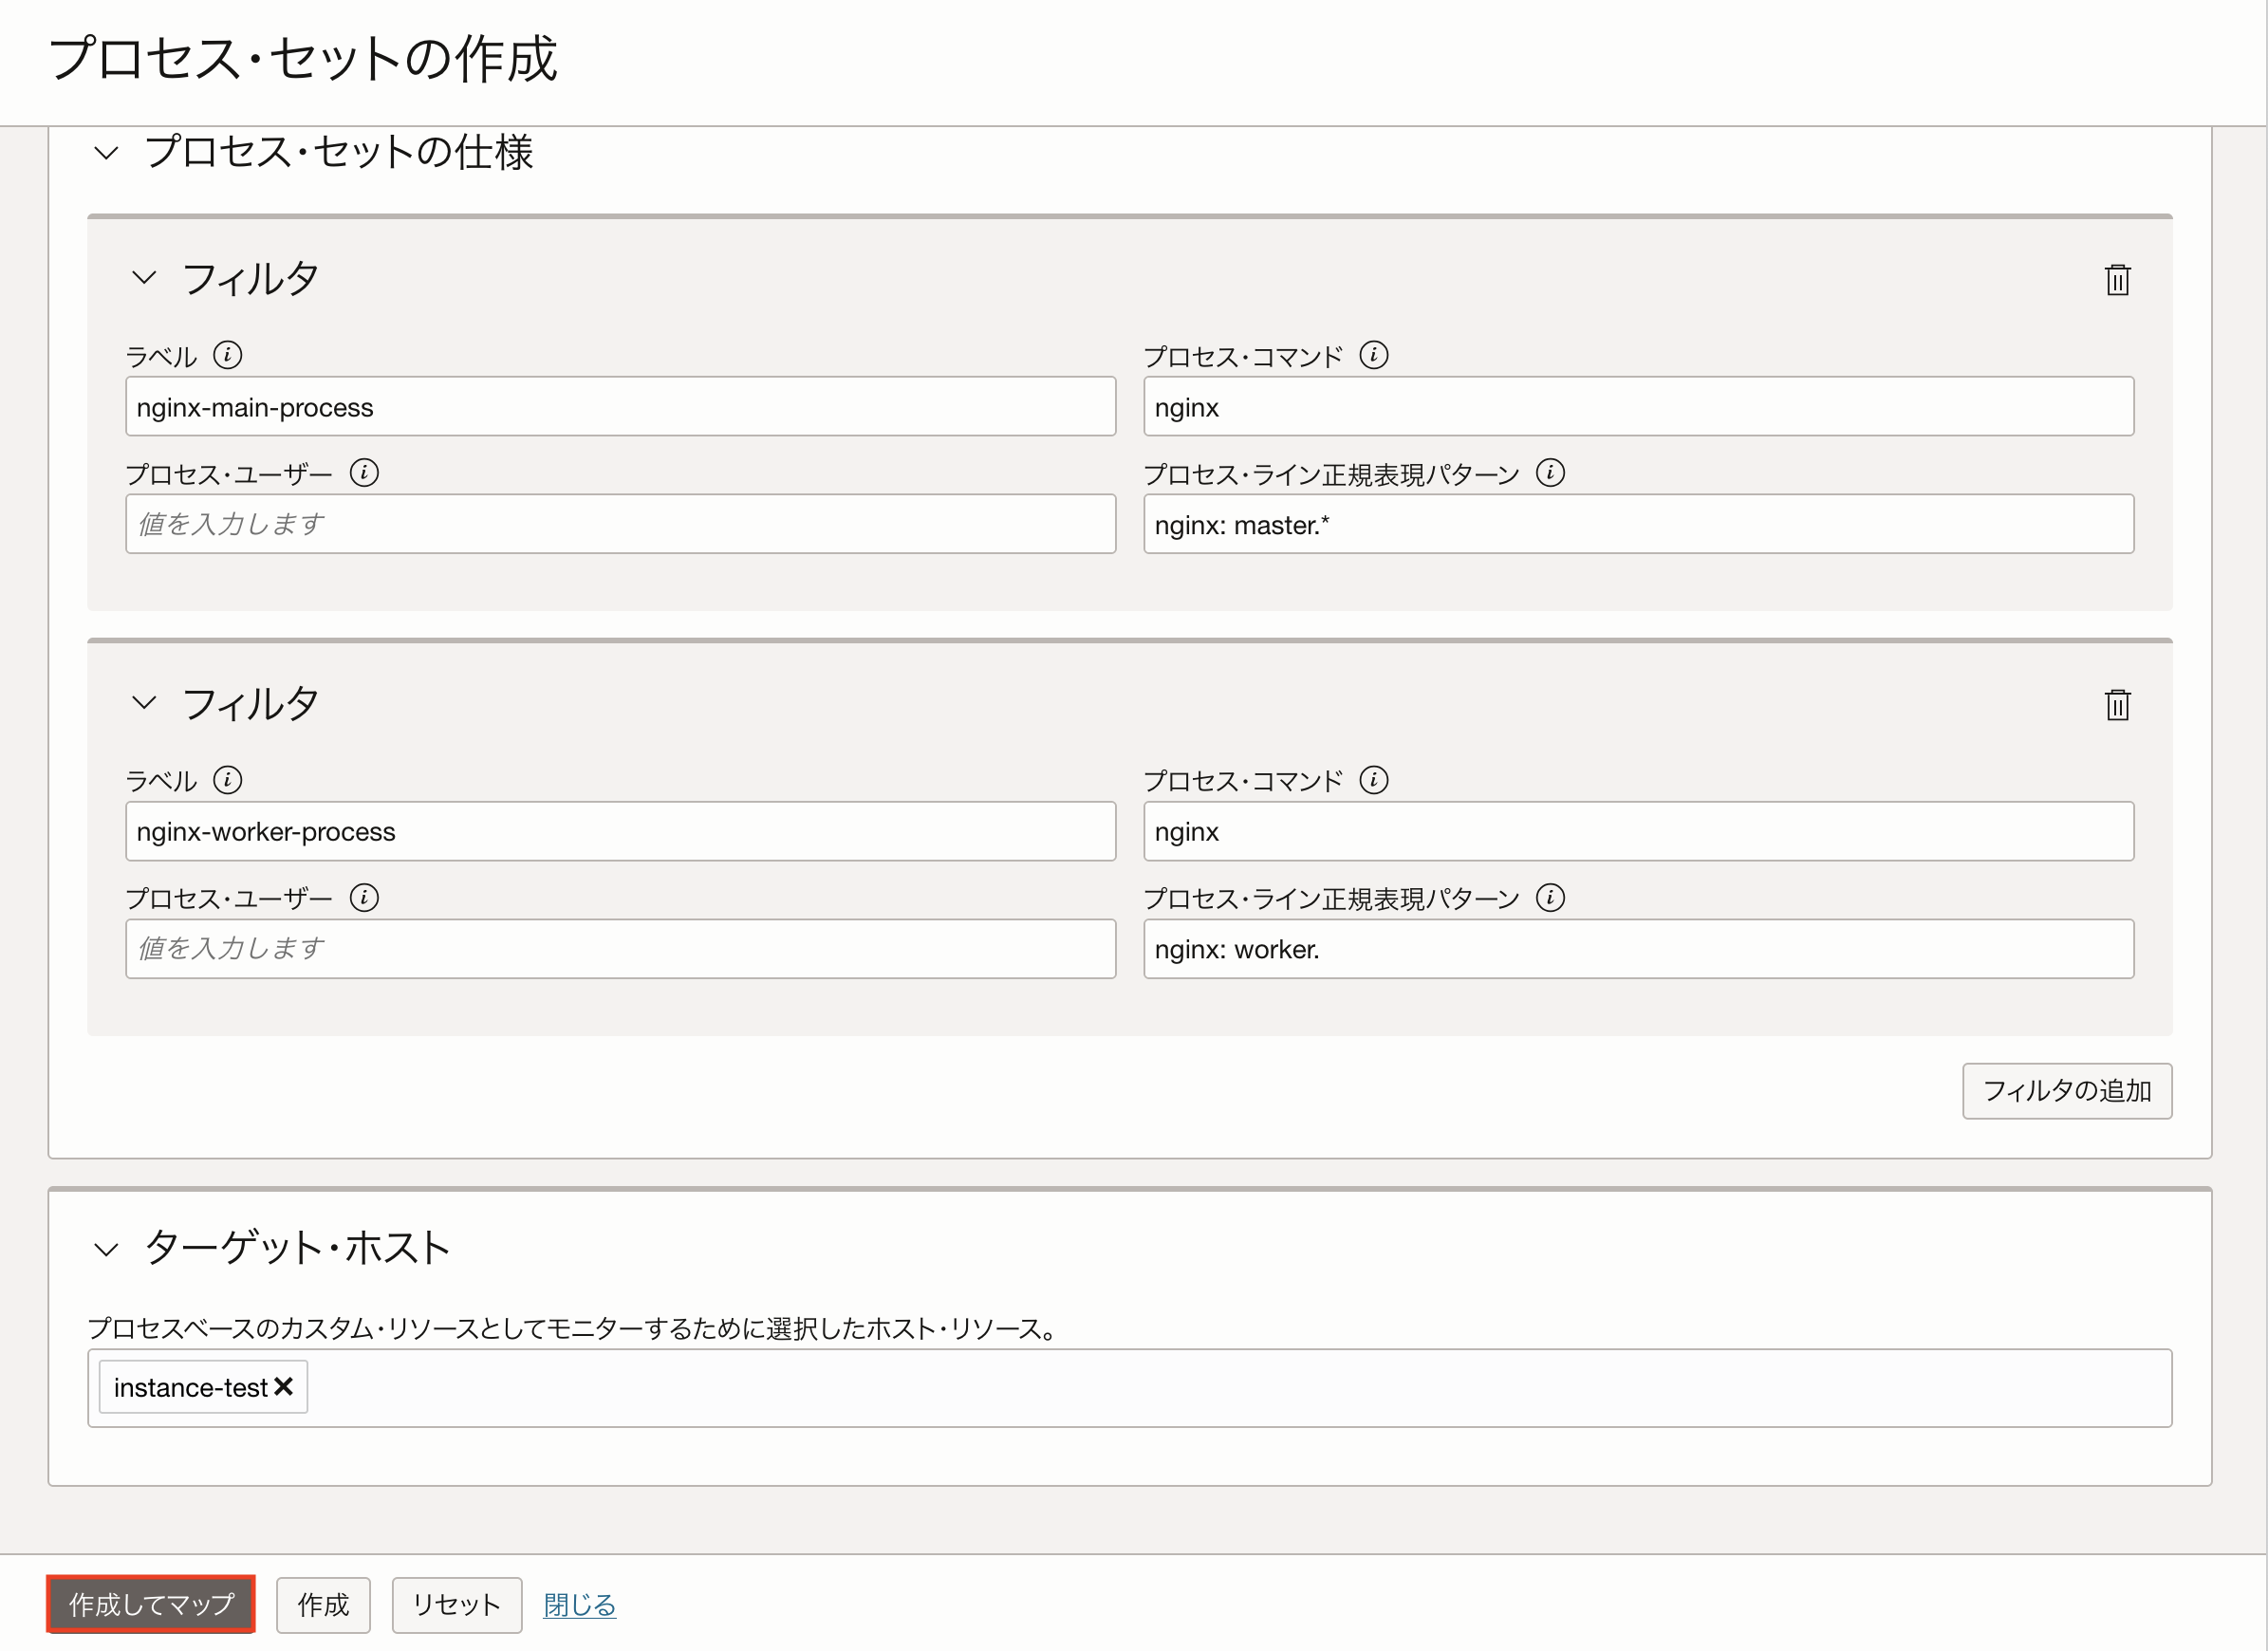 プロセス・セットの作成
プロセス・セットの仕様
フィルタ
ラベル
プロセス・コマンド
nginx-main-process
nginx
プロセス・ユーザー
プロセス・ライン正規表現パターン
値を入力します
nginx: master.*
フィルタ
ラベル
プロセス・コマンド
nginx-worker-process
nginx
プロセス・ユーザー
プロセス・ライン正規表現パターン
値を入力します
nginx: worker.
フィルタの追加
ターゲット・ホスト
プロセスベースのカスタム・リソースとしてモニターするために選択したホスト・リソース。
instance-test
作成してマップ 作成 リセット 閉じる